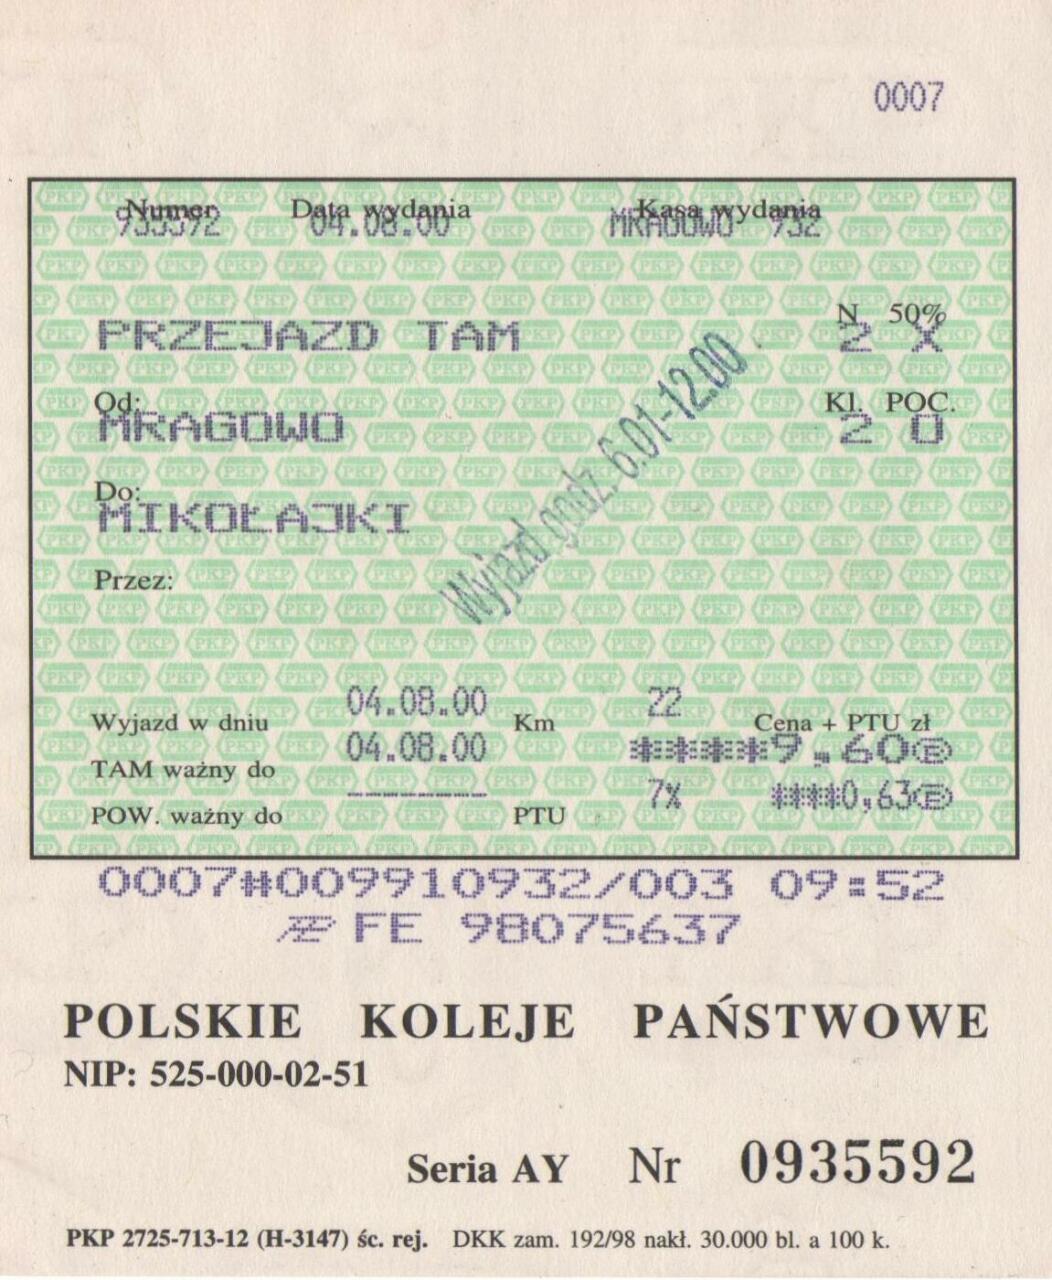 0007
Numer Data wydania Kasa wydania
935592 04.08.00 MRAGOWO 932
N 50%
PRZEJAZD TAM 2 X
Od: Kl. POC.
MRAGOWO 2 O
Do:
MIKOŁAJKI
Wyjazd godz. 6.01-12.00
Przez:
04.08.00 22
Wyjazd w dniu Km Cena + PTU zł
04.08.00 *****9.60Ⓔ
TAM ważny do
--------- 7% ****0,63Ⓔ
POW. ważny do PTU
0007#009910932/003 09:52
FE 98075637
POLSKIE KOLEJE PAŃSTWOWE
NIP: 525-000-02-51
Seria AY Nr 0935592
PKP 2725-713-12 (H-3147) śc. rej. DKK zam. 192/98 nakł. 30.000 bl. a 100 k.